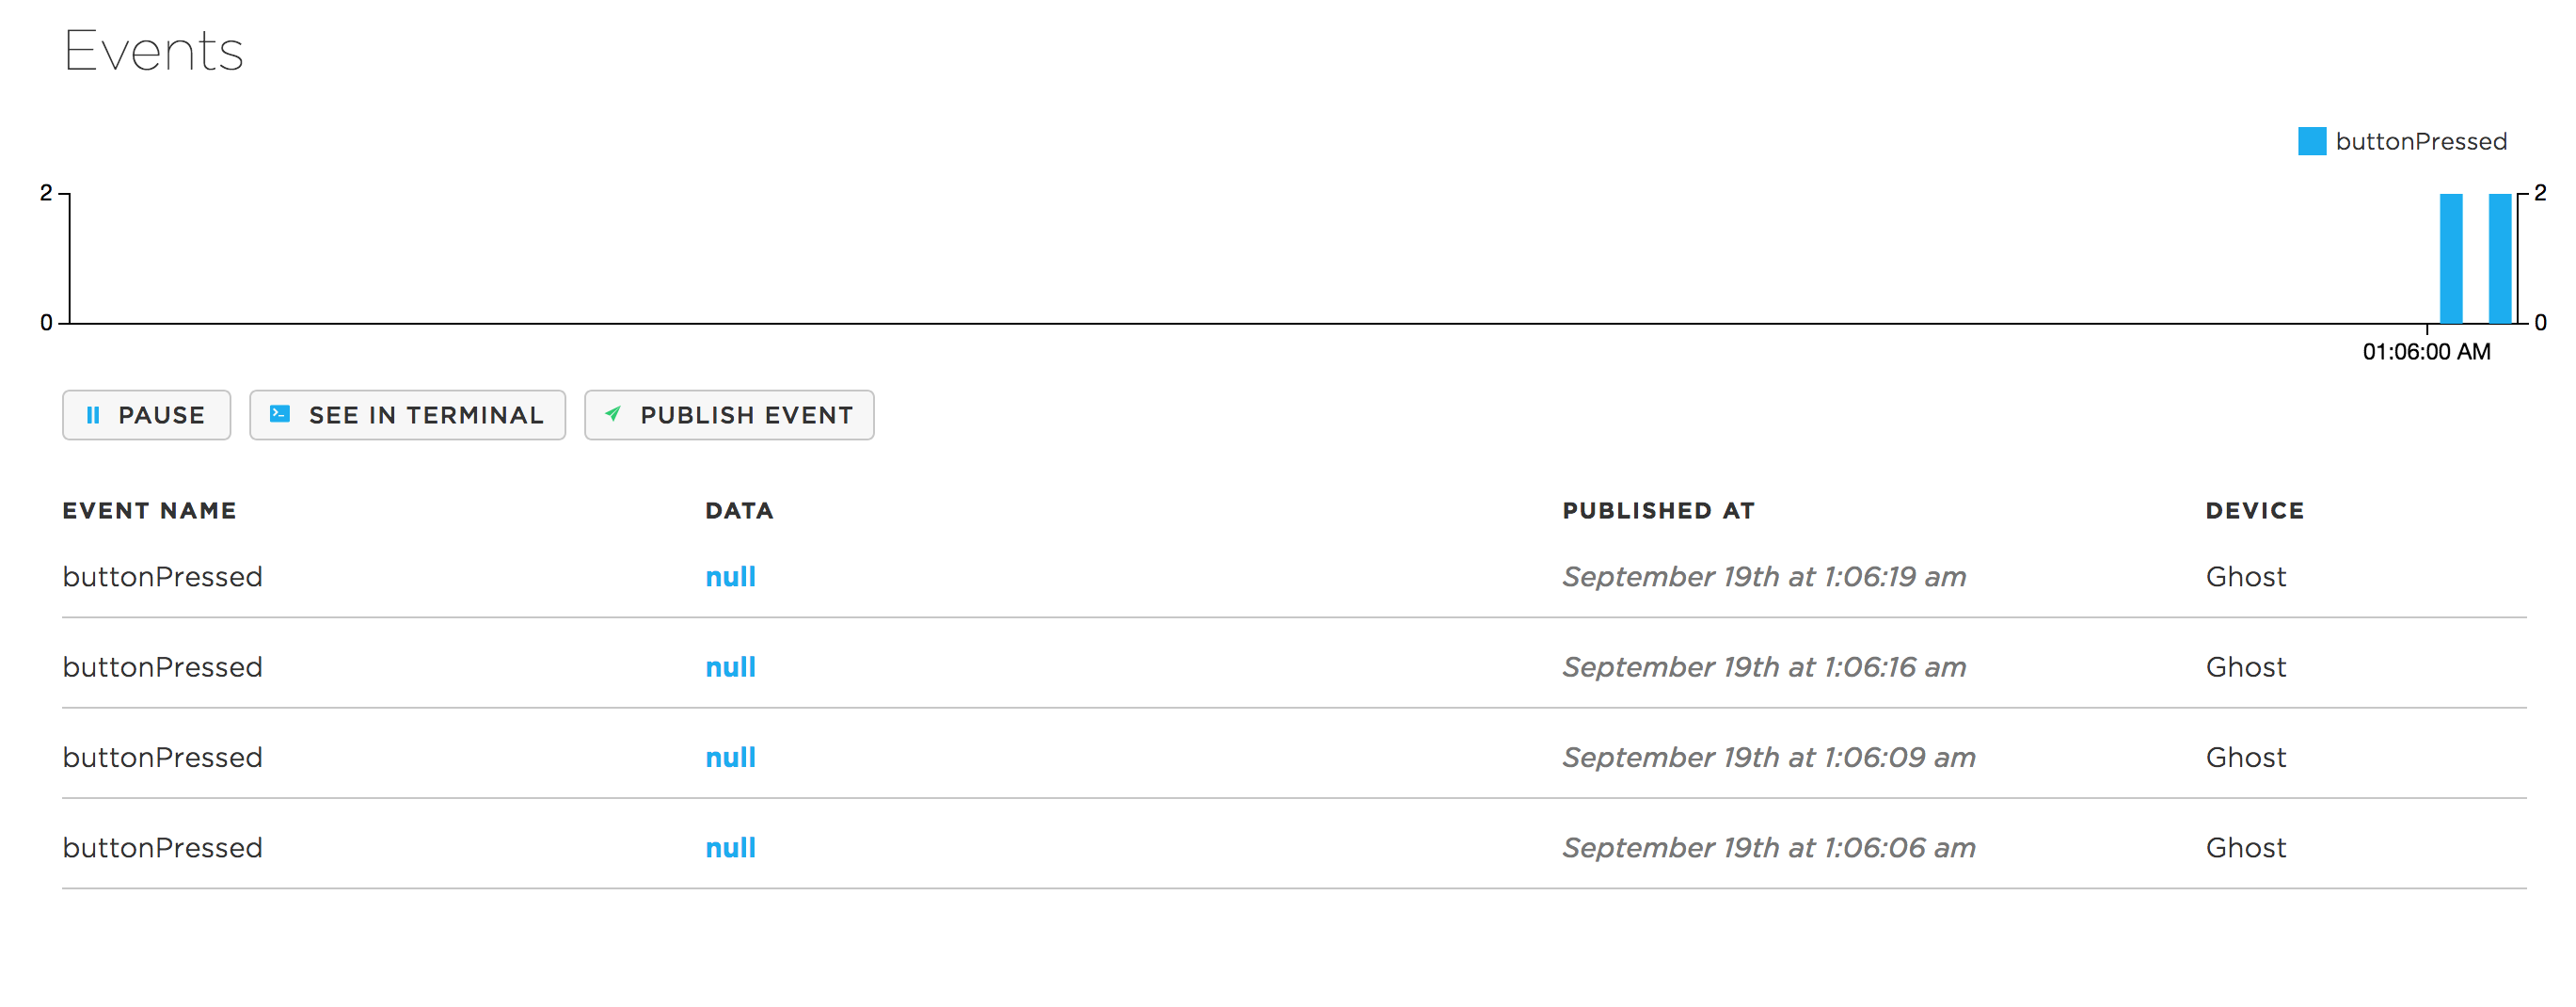 Events
buttonPressed
2 2
0 0
01:06:00 AM
PAUSE SEE IN TERMINAL PUBLISH EVENT
EVENT NAME DATA PUBLISHED AT DEVICE
buttonPressed null September 19th at 1:06:19 am Ghost
buttonPressed null September 19th at 1:06:16 am Ghost
buttonPressed null September 19th at 1:06:09 am Ghost
buttonPressed null September 19th at 1:06:06 am Ghost